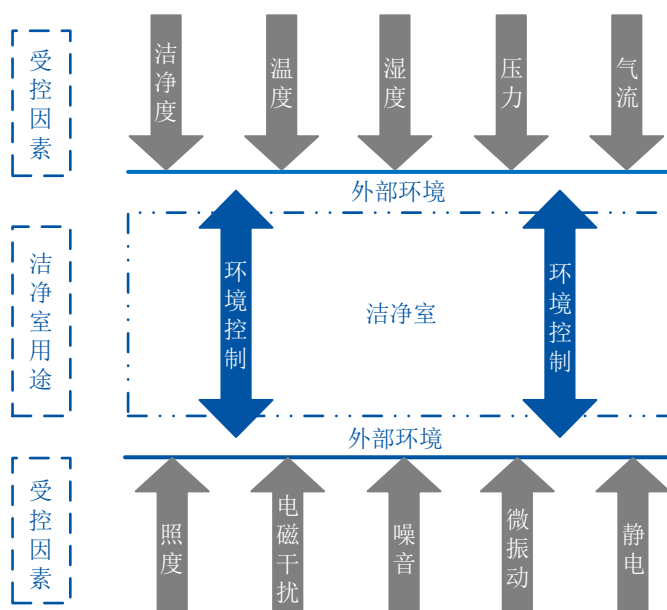 受控因素
洁净度
温度
湿度
压力
气流
外部环境
洁净室用途
环境控制
洁净室
环境控制
外部环境
受控因素
照度
电磁干扰
噪音
微振动
静电